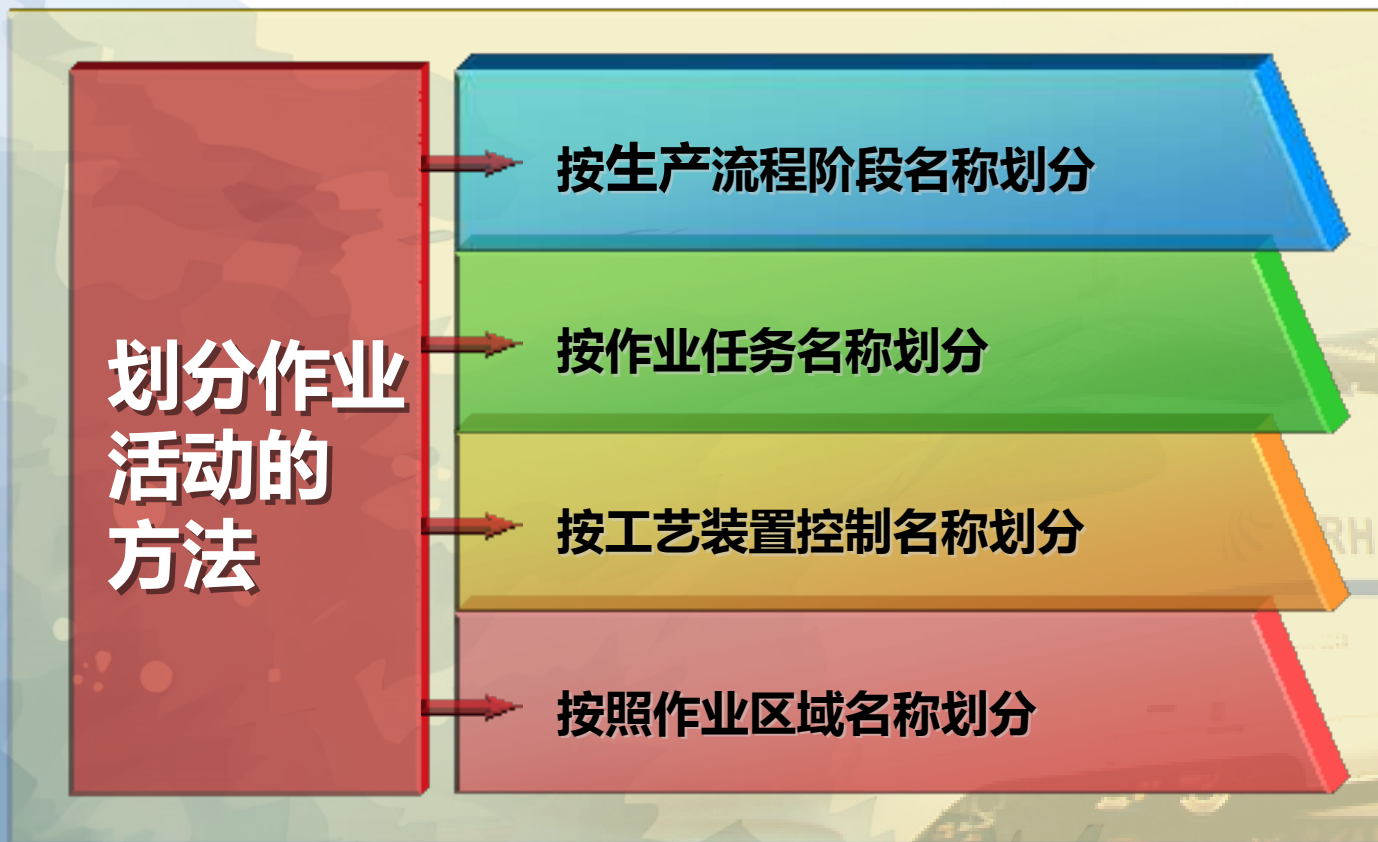 划分作业
活动的
方法
按生产流程阶段名称划分
按作业任务名称划分
按工艺装置控制名称划分
按照作业区域名称划分
RH